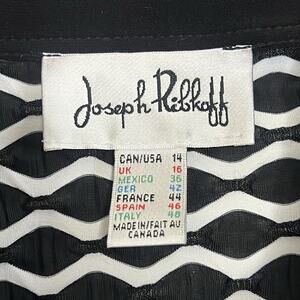 Joseph Ribkoff
CAN/USA 14
UK 16
MEXICO 36
GER 42
FRANCE 44
SPAIN 46
ITALY 48
MADE IN/FAIT AU
CANADA